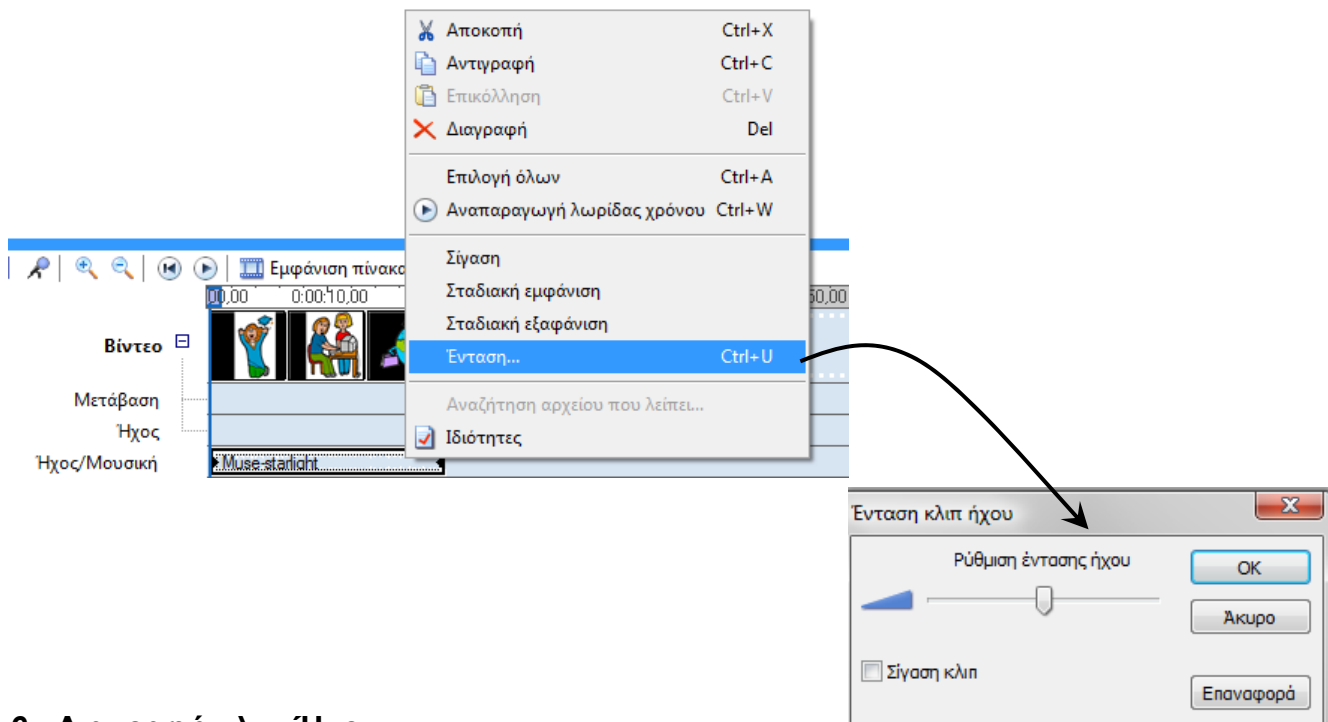 Αποκοπή Ctrl+X
Αντιγραφή Ctrl+C
Επικόλληση Ctrl+V
Διαγραφή Del
Επιλογή όλων Ctrl+A
Αναπαραγωγή λωρίδας χρόνου Ctrl+W
Σίγαση
Σταδιακή εμφάνιση
Σταδιακή εξαφάνιση
Ένταση... Ctrl+U
Αναζήτηση αρχείου που λείπει...
Ιδιότητες
Εμφάνιση πίνακα
00,00 0:00:10,00 50,00
Βίντεο
Μετάβαση
Ήχος
Ήχος/Μουσική
Muse-starlight
Ένταση κλιπ ήχου
Ρύθμιση έντασης ήχου
OK
Άκυρο
Σίγαση κλιπ
Επαναφορά